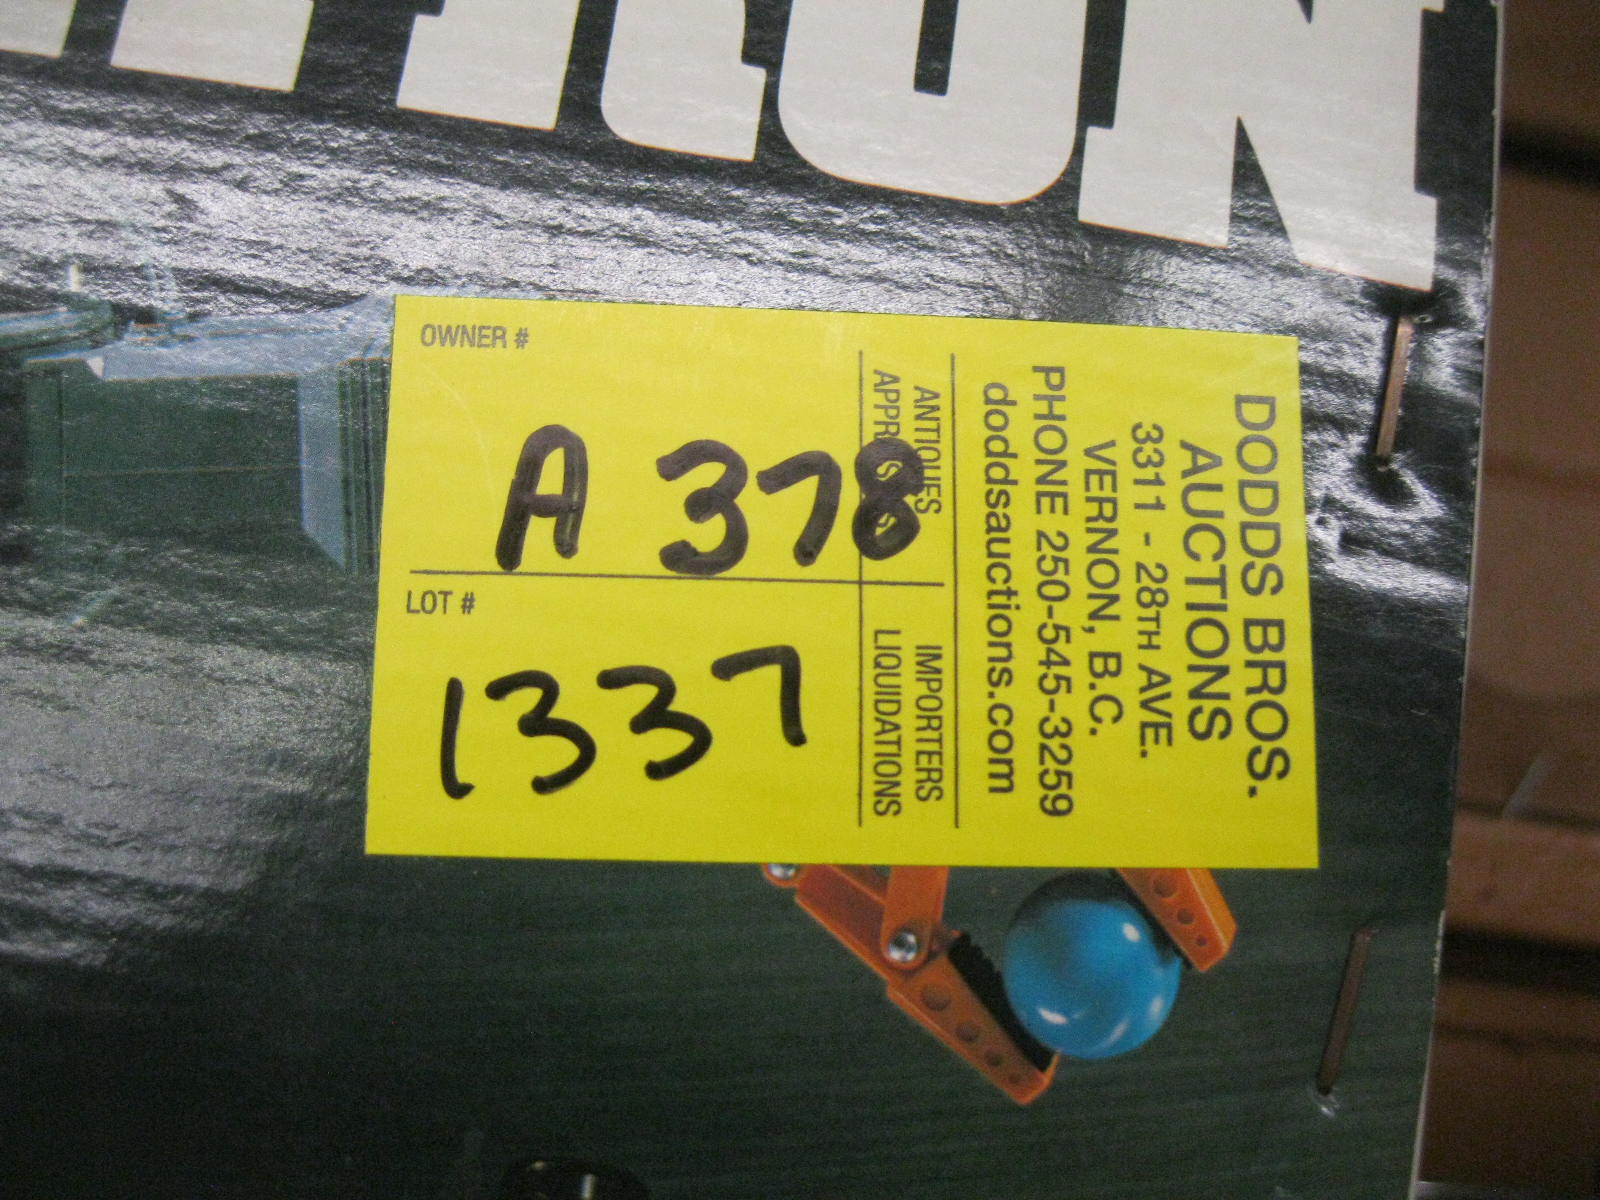 OWNER #
A 378
LOT #
1337
DODDS BROS.
AUCTIONS
3311 - 28TH AVE.
VERNON, B.C.
PHONE 250-545-3259
doddsauctions.com
ANTIQUES
APPRAISALS
IMPORTERS
LIQUIDATIONS